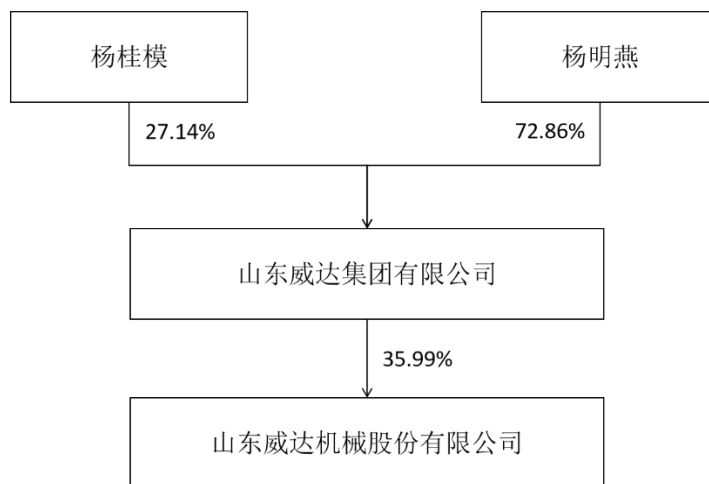 杨桂模
杨明燕
27.14%
72.86%
山东威达集团有限公司
35.99%
山东威达机械股份有限公司